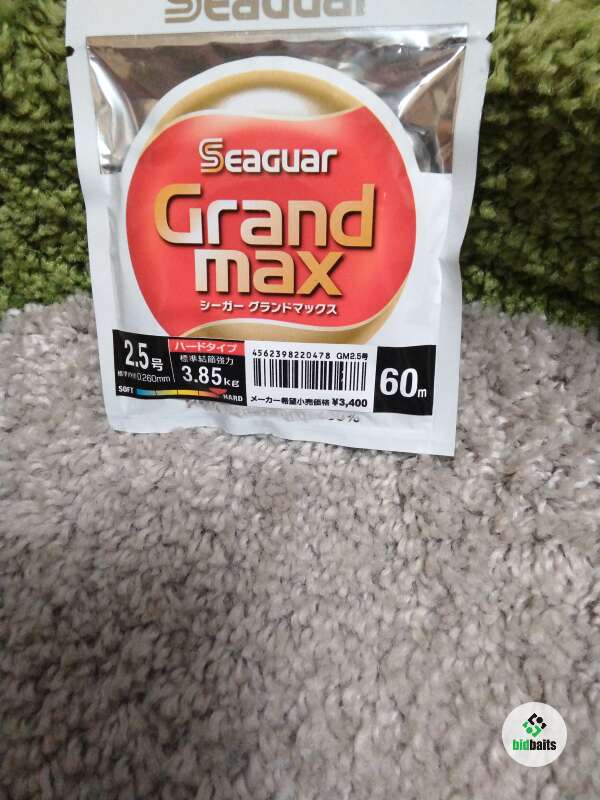 Seaguar
Seaguar
Grand
max
シーガー グランドマックス
2.5号
標準直径0.260mm
ハードタイプ
標準結節強力
3.85kg
SOFT
HARD
4562398220478 GM2.5号
メーカー希望小売価格 ¥3,400
60m
bidbaits